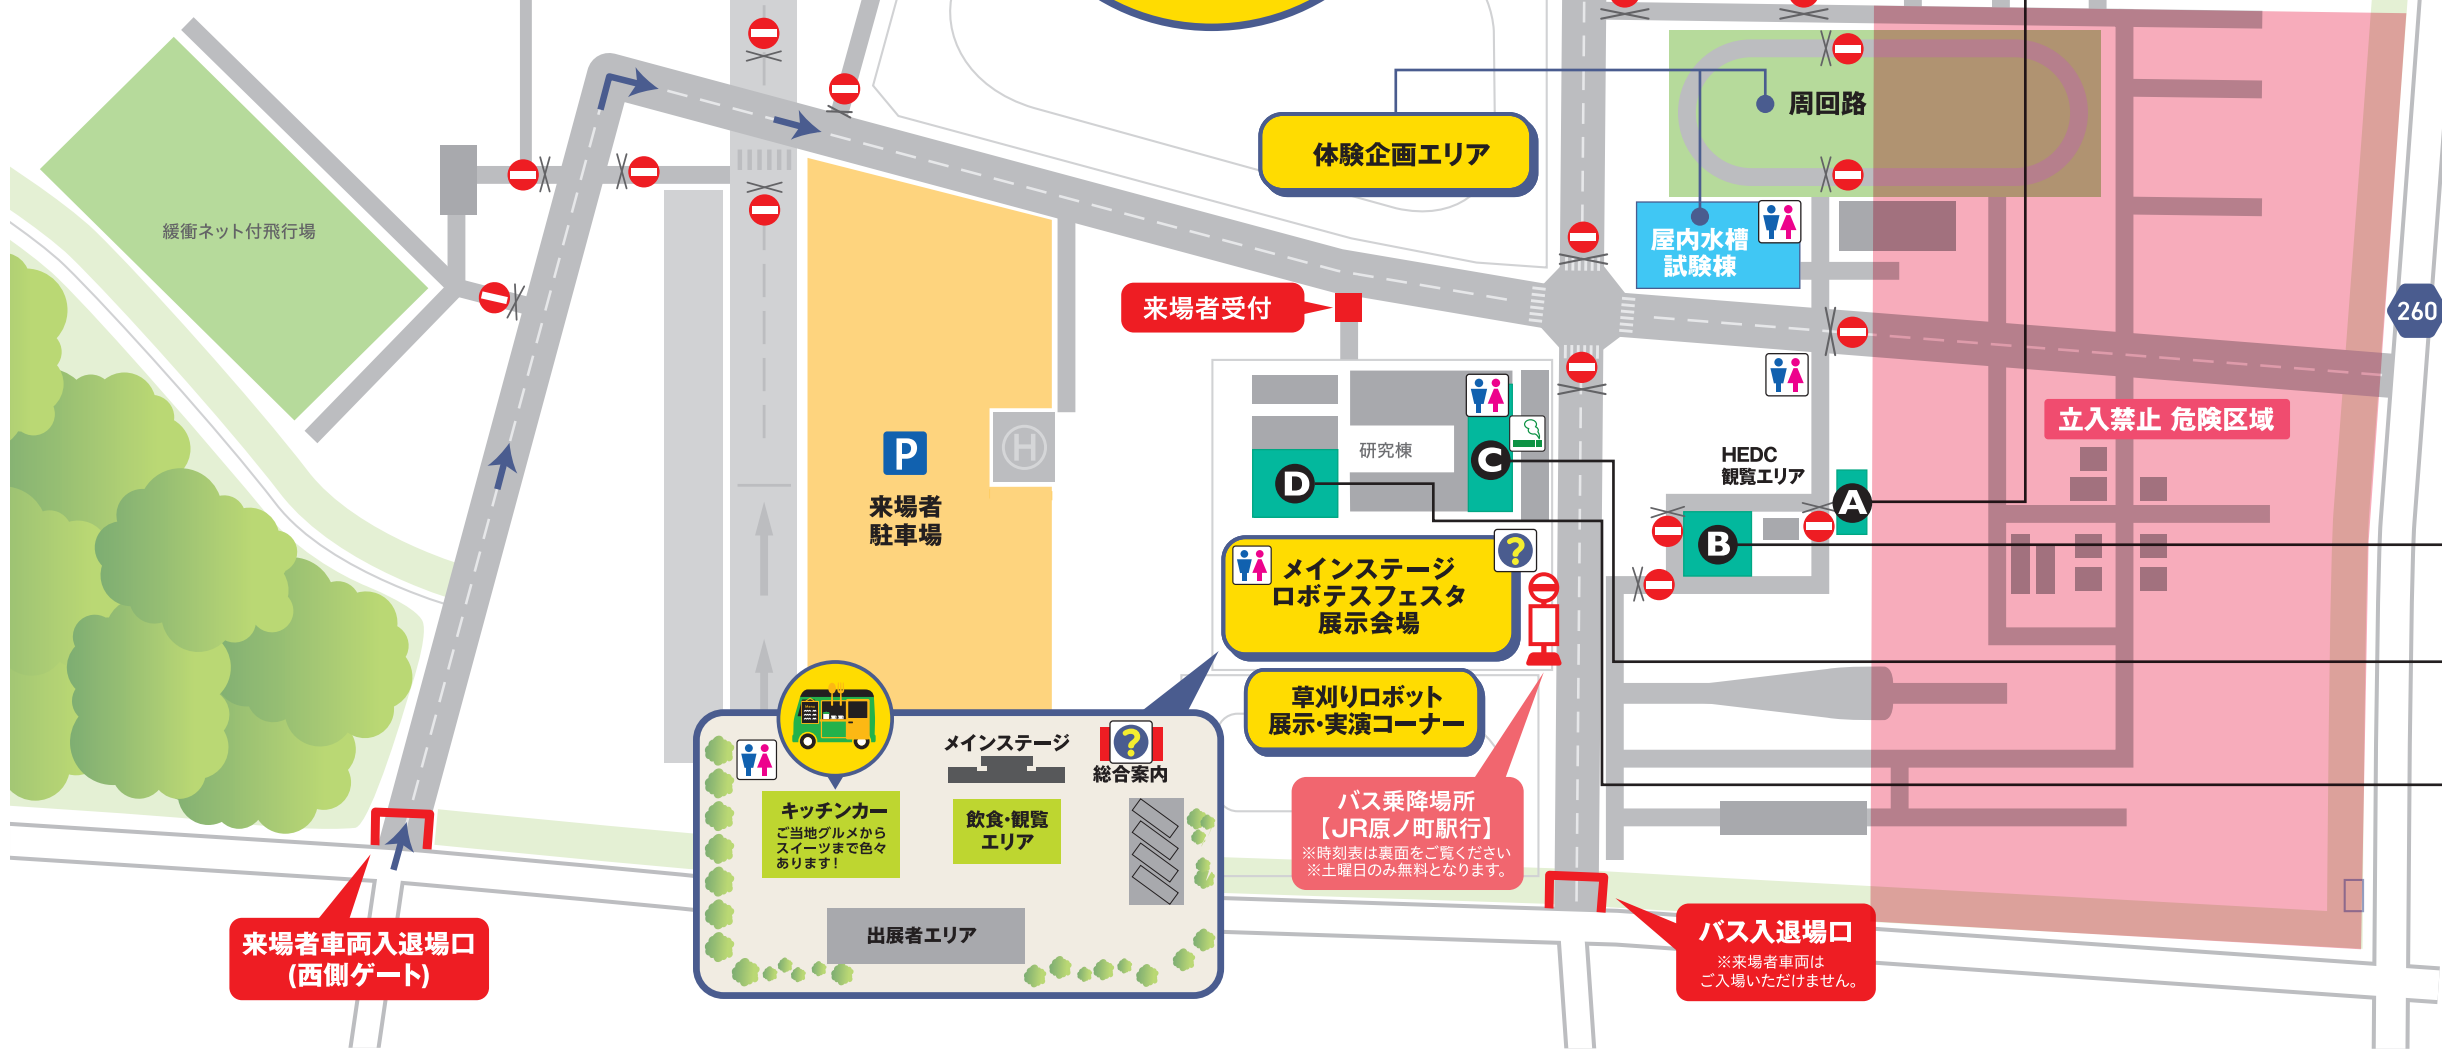 周回路
体験企画エリア
緩衝ネット付飛行場
屋内水槽
試験棟
来場者受付
260
立入禁止 危険区域
P
H
来場者
駐車場
研究棟
C
D
HEDC
観覧エリア
A
B
?
メインステージ
ロボテスフェスタ
展示会場
草刈りロボット
展示・実演コーナー
メインステージ
?
総合案内
キッチンカー
ご当地グルメから
スイーツまで色々
あります!
飲食・観覧
エリア
出展者エリア
バス乗降場所
【JR原ノ町駅行】
※時刻表は裏面をご覧ください
※土曜日のみ無料となります。
来場者車両入退場口
(西側ゲート)
バス入退場口
※来場者車両は
ご入場いただけません。